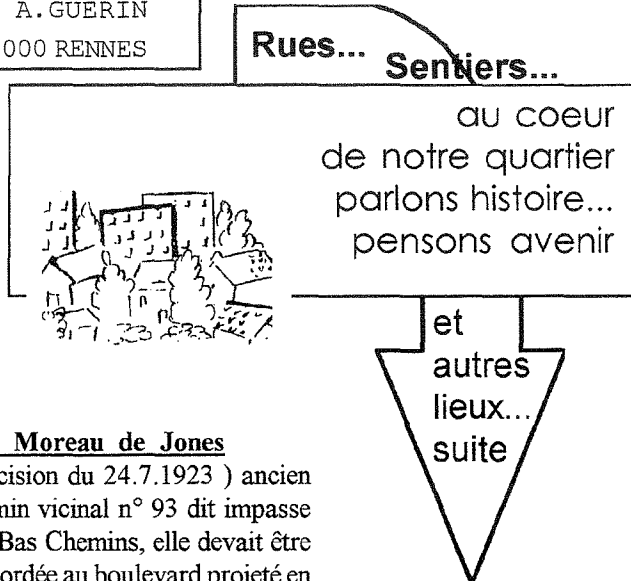 A.GUERIN
000 RENNES
Rues...
Sentiers...
au coeur
de notre quartier
parlons histoire...
pensons avenir
et
autres
lieux...
suite
Moreau de Jones
cision du 24.7.1923 ) ancien
min vicinal n° 93 dit impasse
Bas Chemins, elle devait être
ordée au boulevard projeté en